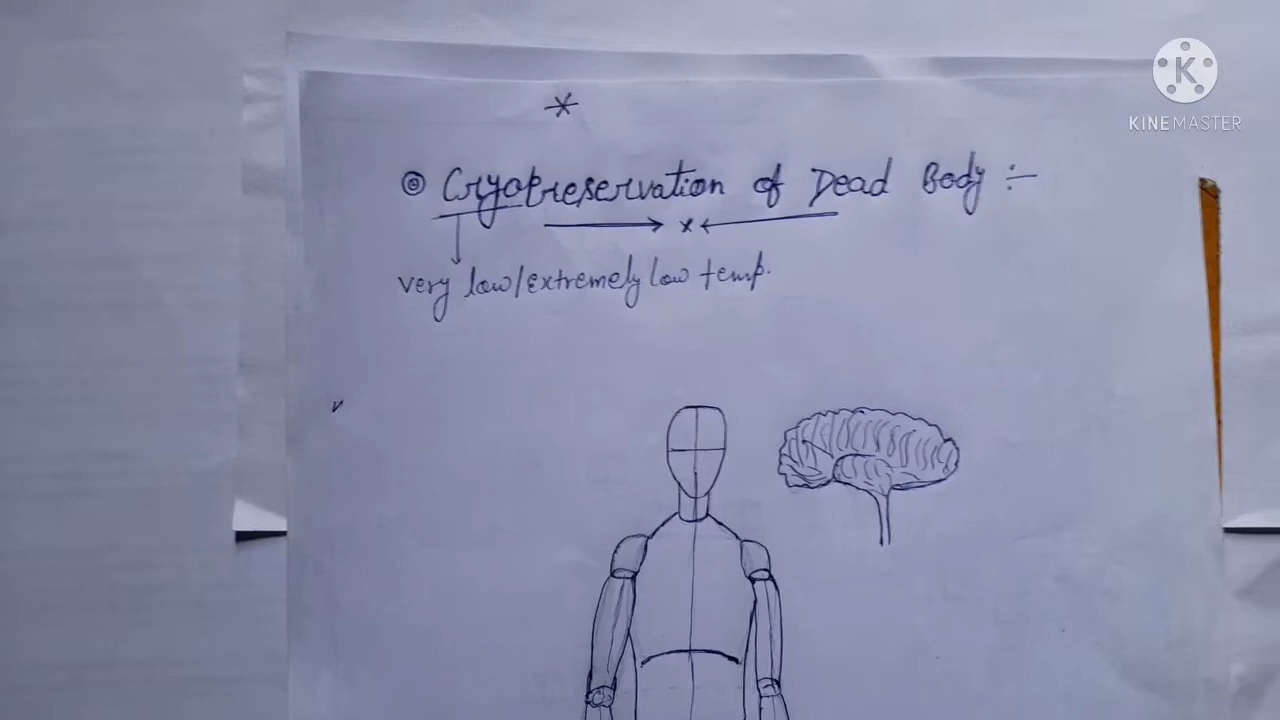 KINEMASTER
Cryopreservation of Dead Body :-
very low/extremely low temp.